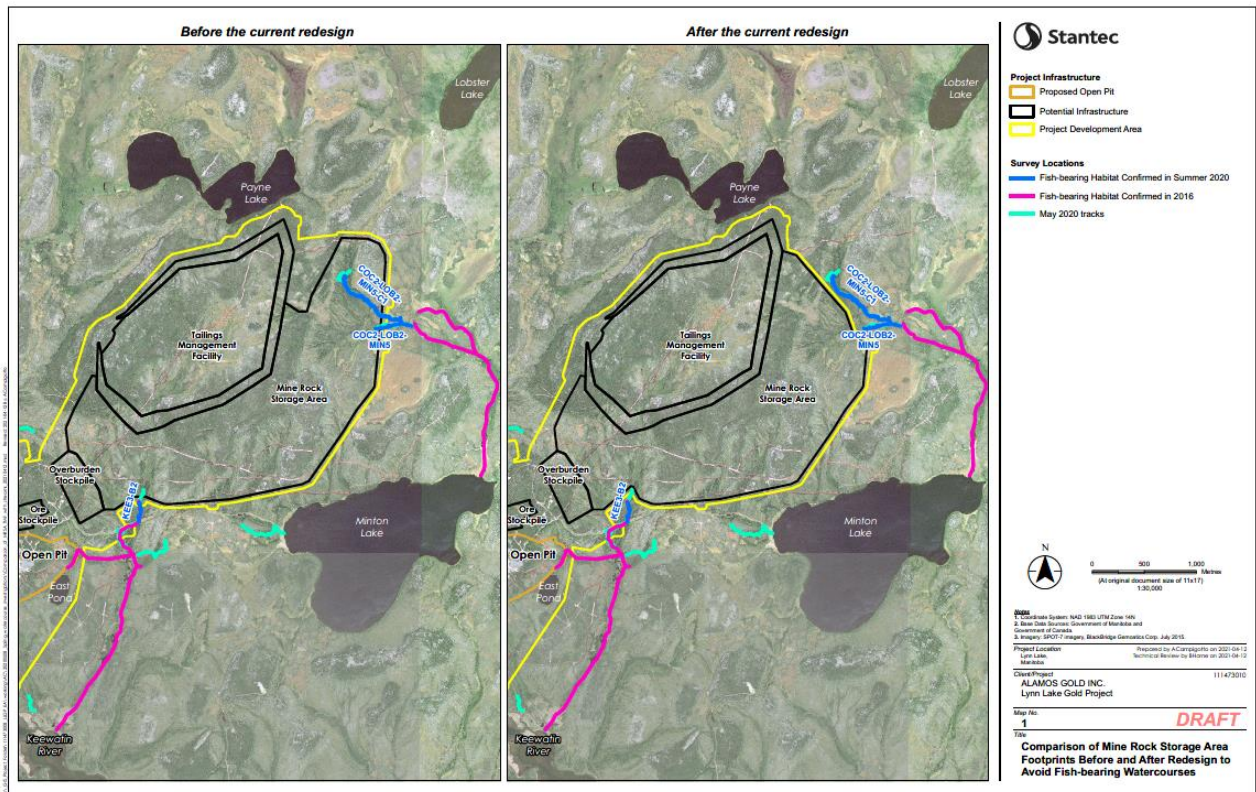 Before the current redesign
After the current redesign
Lobster
Lake
Payne
Lake
COC2-LOB2-
MIN5-C1
COC2-LOB2-
MIN5
Tailings
Management
Facility
Mine Rock
Storage Area
Overburden
Stockpile
KEE3-B2
Ore
Stockpile
Minton
Lake
Open Pit
East
Pond
Keewatin
River
Lobster
Lake
Payne
Lake
COC2-LOB2-
MIN5-C1
COC2-LOB2-
MIN5
Tailings
Management
Facility
Mine Rock
Storage Area
Overburden
Stockpile
KEE3-B2
Ore
Stockpile
Minton
Lake
Open Pit
East
Pond
Keewatin
River
Stantec
Project Infrastructure
Proposed Open Pit
Potential Infrastructure
Project Development Area
Survey Locations
Fish-bearing Habitat Confirmed in Summer 2020
Fish-bearing Habitat Confirmed in 2016
May 2020 tracks
N
0 500 1,000
Metres
(At original document size of 11x17)
1:30,000
Notes
1. Coordinate System: NAD 1983 UTM Zone 14N
2. Base Data Sources: Government of Manitoba and
Government of Canada
3. Imagery: SPOT-7 imagery, BlackBridge Geomatics Corp. July 2015.
Project Location
Lynn Lake,
Manitoba
Prepared by ACampigotto on 2021-04-12
Technical Review by on 2021-04-12
Client/Project 111473010
ALAMOS GOLD INC.
Lynn Lake Gold Project
Map No.
1
DRAFT
Title
Comparison of Mine Rock Storage Area
Footprints Before and After Redesign to
Avoid Fish-bearing Watercourses